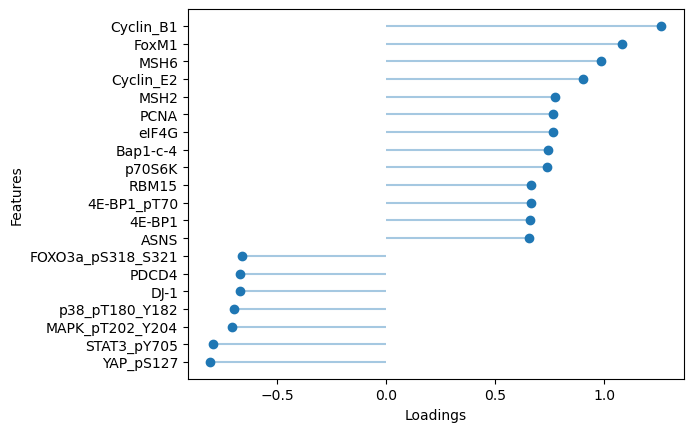 Cyclin_B1
FoxM1
MSH6
Cyclin_E2
MSH2
PCNA
eIF4G
Bap1-c-4
p70S6K
RBM15
4E-BP1_pT70
4E-BP1
ASNS
FOXO3a_pS318_S321
PDCD4
DJ-1
p38_pT180_Y182
MAPK_pT202_Y204
STAT3_pY705
YAP_pS127
Features
−0.5 0.0 0.5 1.0
Loadings